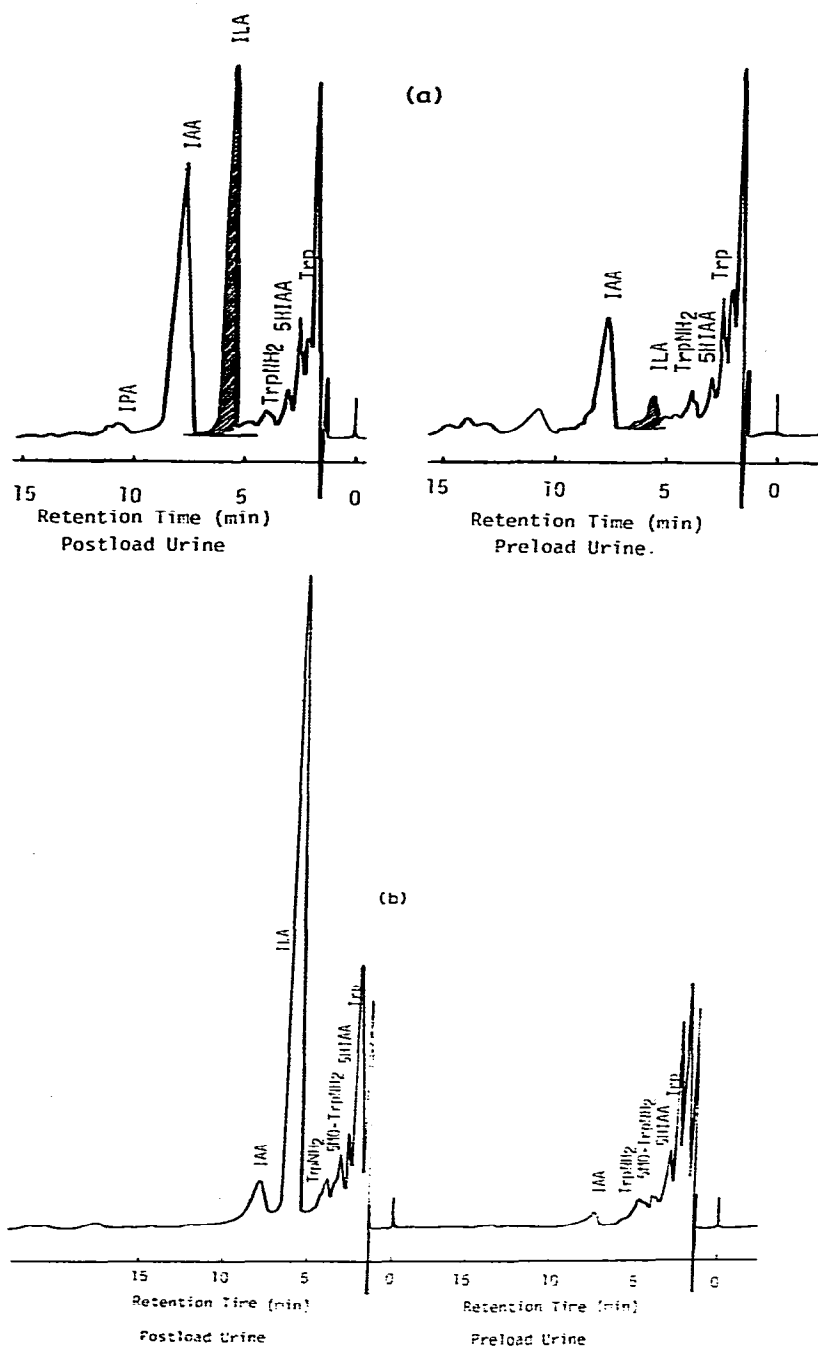 (a)
ILA
IAA
IPA
TrpNH2
5HIAA
Trp
15 10 5 0
Retention Time (min)
Postload Urine
IAA
ILA
TrpNH2
5HIAA
Trp
15 10 5 0
Retention Time (min)
Preload Urine.
(b)
ILA
IAA
TrpNH2
5MO-TrpNH2
5HIAA
Trp
15 10 5 0
Retention Time (min)
Postload Urine
IAA
TrpNH2
5MO-TrpNH2
5HIAA
Trp
15 10 5 0
Retention Time (min)
Preload Urine